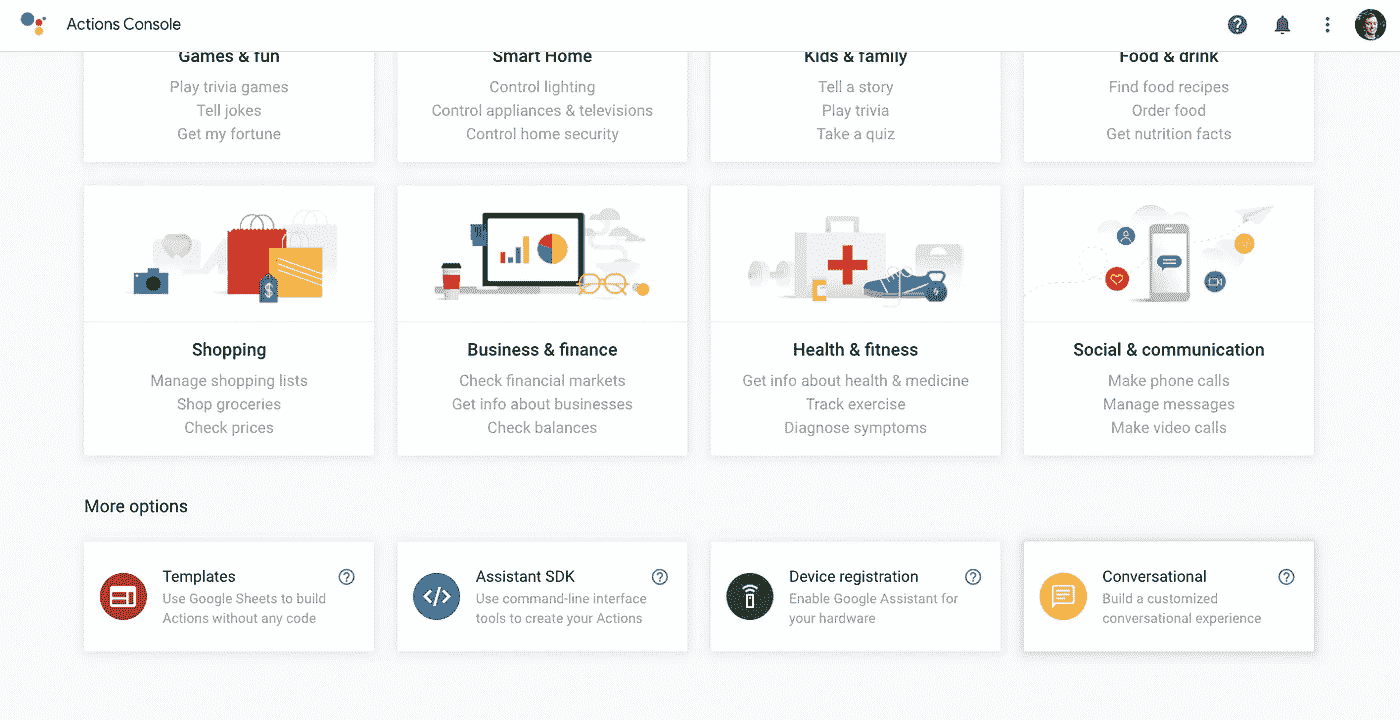 Actions Console
Games & fun
Play trivia games
Tell jokes
Get my fortune
Smart Home
Control lighting
Control appliances & televisions
Control home security
Kids & family
Tell a story
Play trivia
Take a quiz
Food & drink
Find food recipes
Order food
Get nutrition facts
Shopping
Manage shopping lists
Shop groceries
Check prices
Business & finance
Check financial markets
Get info about businesses
Check balances
Health & fitness
Get info about health & medicine
Track exercise
Diagnose symptoms
Social & communication
Make phone calls
Manage messages
Make video calls
More options
Templates
Use Google Sheets to build
Actions without any code
Assistant SDK
Use command-line interface
tools to create your Actions
Device registration
Enable Google Assistant for
your hardware
Conversational
Build a customized
conversational experience